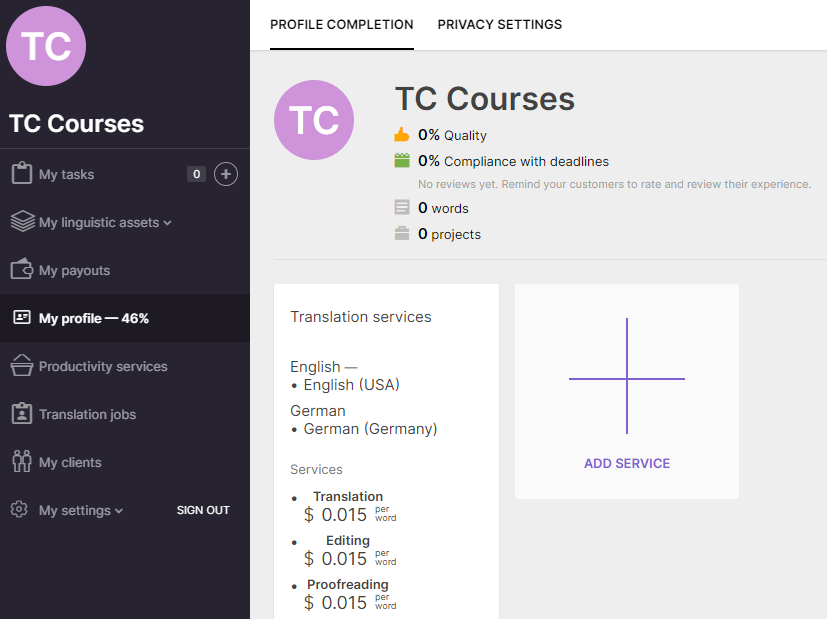 TC
TC Courses
My tasks
0
My linguistic assets
My payouts
My profile — 46%
Productivity services
Translation jobs
My clients
My settings
SIGN OUT
PROFILE COMPLETION
PRIVACY SETTINGS
TC
TC Courses
0% Quality
0% Compliance with deadlines
No reviews yet. Remind your customers to rate and review their experience.
0 words
0 projects
Translation services
English —
• English (USA)
German
• German (Germany)
Services
• Translation
$ 0.015 per word
• Editing
$ 0.015 per word
• Proofreading
$ 0.015 per word
ADD SERVICE